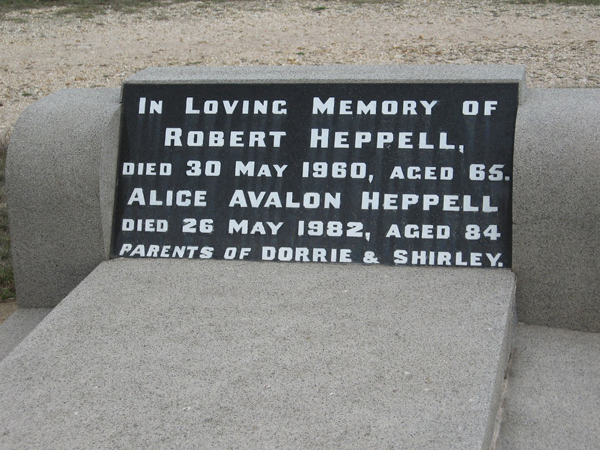 In Loving Memory of
Robert Heppell,
died 30 May 1960, aged 65.
Alice Avalon Heppell
died 26 May 1982, aged 84
parents of Dorrie & Shirley.